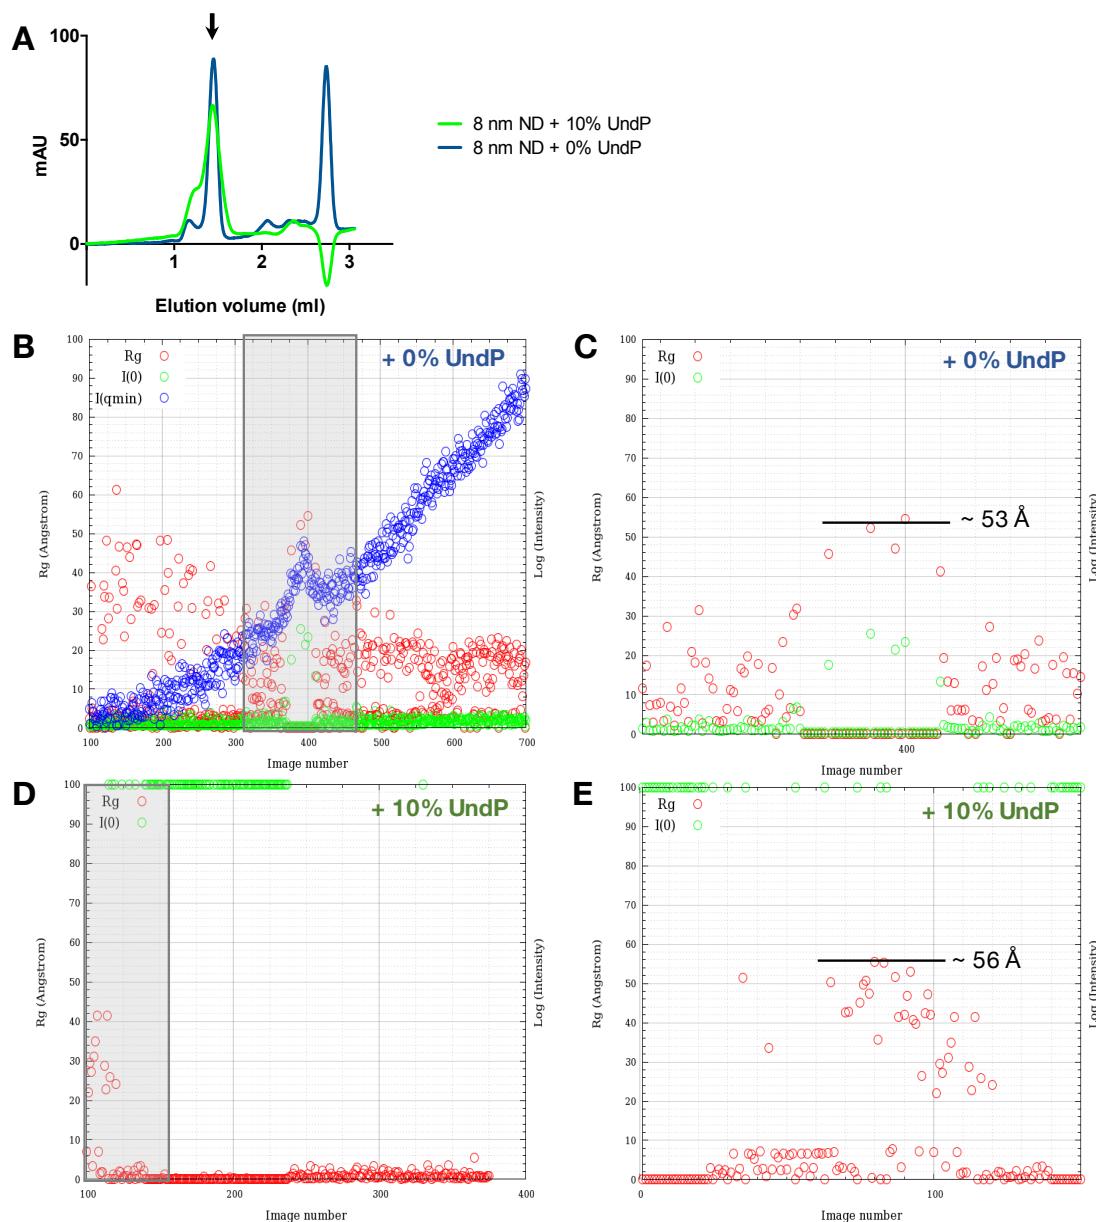 A
100
50
0
mAU
1 2 3
Elution volume (ml)
8 nm ND + 10% UndP
8 nm ND + 0% UndP
B
+ 0% UndP
Rg
I(0)
I(qmin)
100
90
80
70
60
50
40
30
20
10
0
Rg (Angstrom)
Log (Intensity)
100 200 300 400 500 600 700
Image number
C
+ 0% UndP
Rg
I(0)
100
90
80
70
60
50
40
30
20
10
0
~ 53 Å
Rg (Angstrom)
Log (Intensity)
400
Image number
D
+ 10% UndP
Rg
I(0)
100
90
80
70
60
50
40
30
20
10
0
Rg (Angstrom)
Log (Intensity)
100 200 300 400
Image number
E
+ 10% UndP
Rg
I(0)
100
90
80
70
60
50
40
30
20
10
0
~ 56 Å
Rg (Angstrom)
Log (Intensity)
0 100
Image number